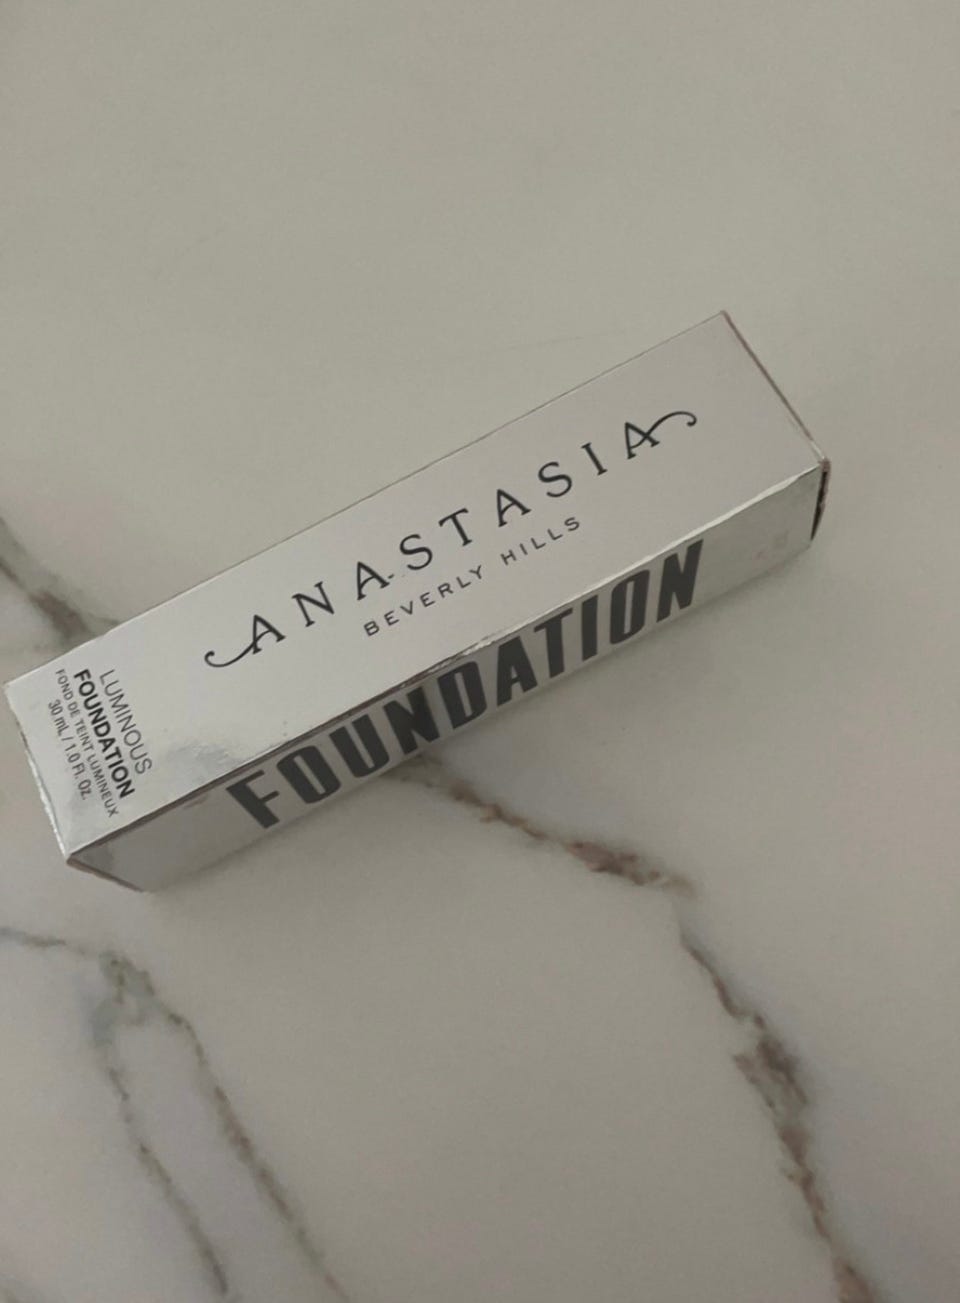 ANASTASIA
BEVERLY HILLS
LUMINOUS
FOUNDATION
FOND DE TEINT LUMINEUX
30 mL / 1.0 Fl. Oz.
FOUNDATION